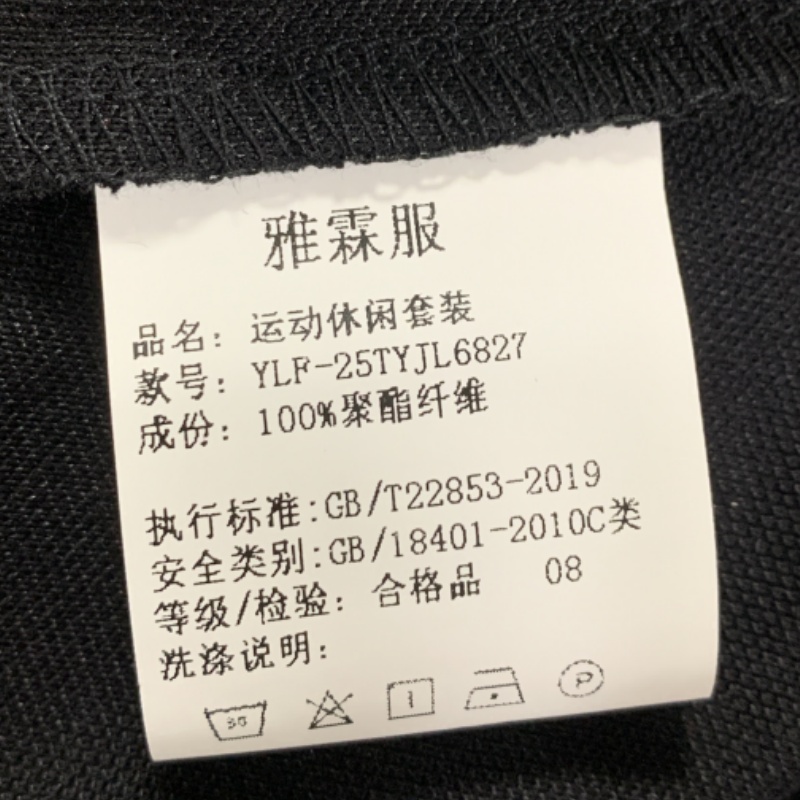 雅霖服
品名: 运动休闲套装
款号: YLF-25TYJL6827
成份: 100%聚酯纤维
执行标准:GB/T22853-2019
安全类别:GB/18401-2010C类
等级/检验: 合格品 08
洗涤说明:
30
P